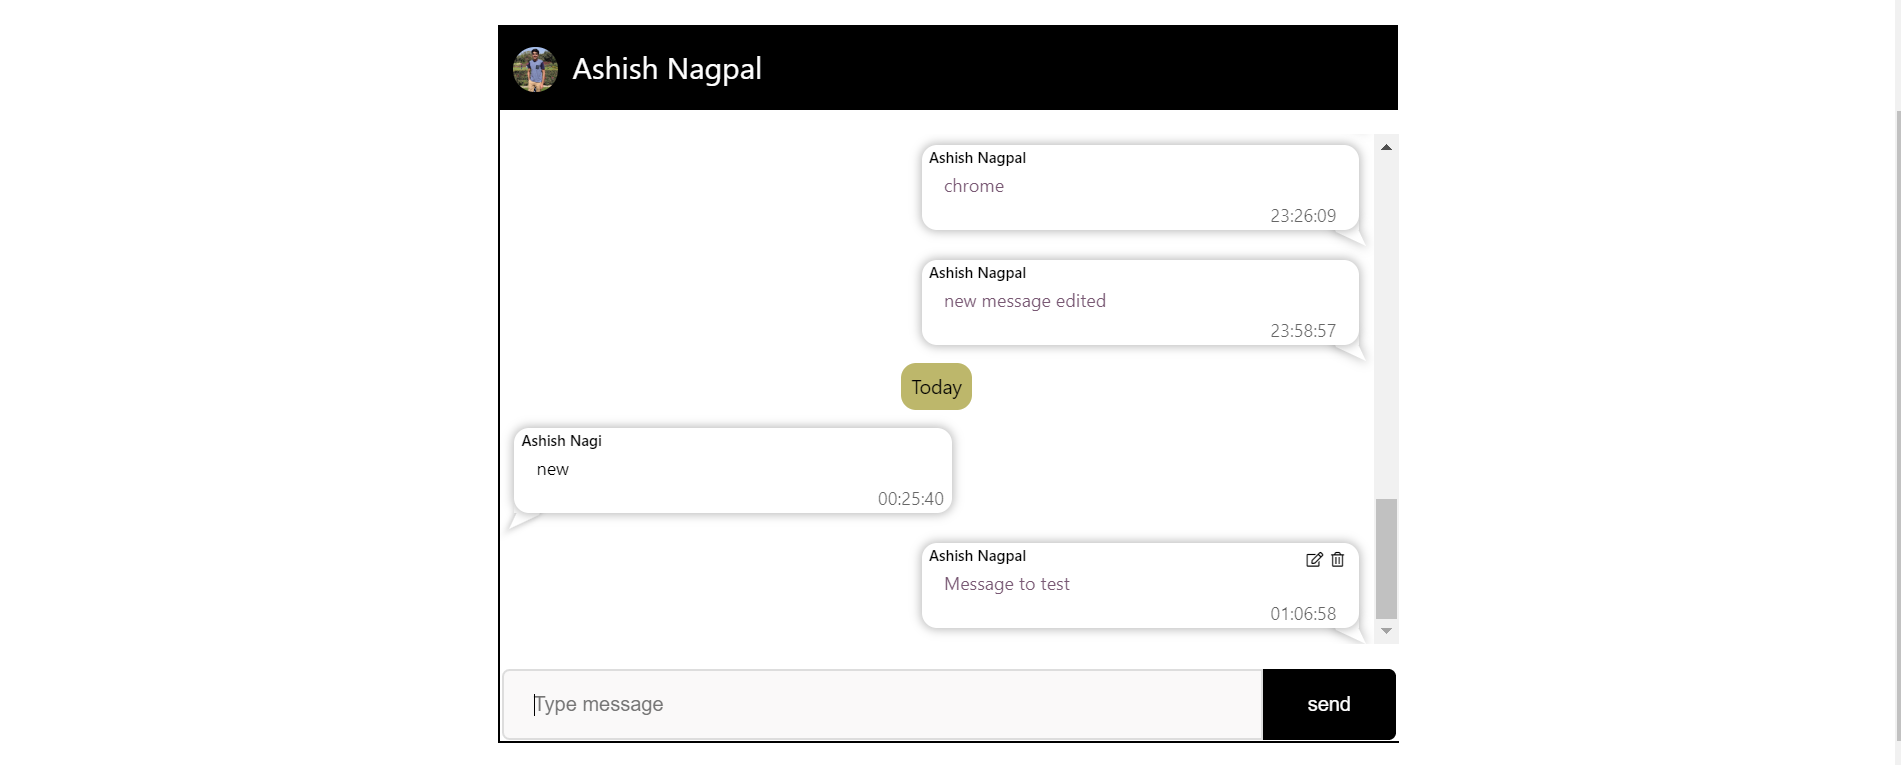 Ashish Nagpal
Ashish Nagpal
chrome
23:26:09
Ashish Nagpal
new message edited
23:58:57
Today
Ashish Nagi
new
00:25:40
Ashish Nagpal
Message to test
01:06:58
Type message
send